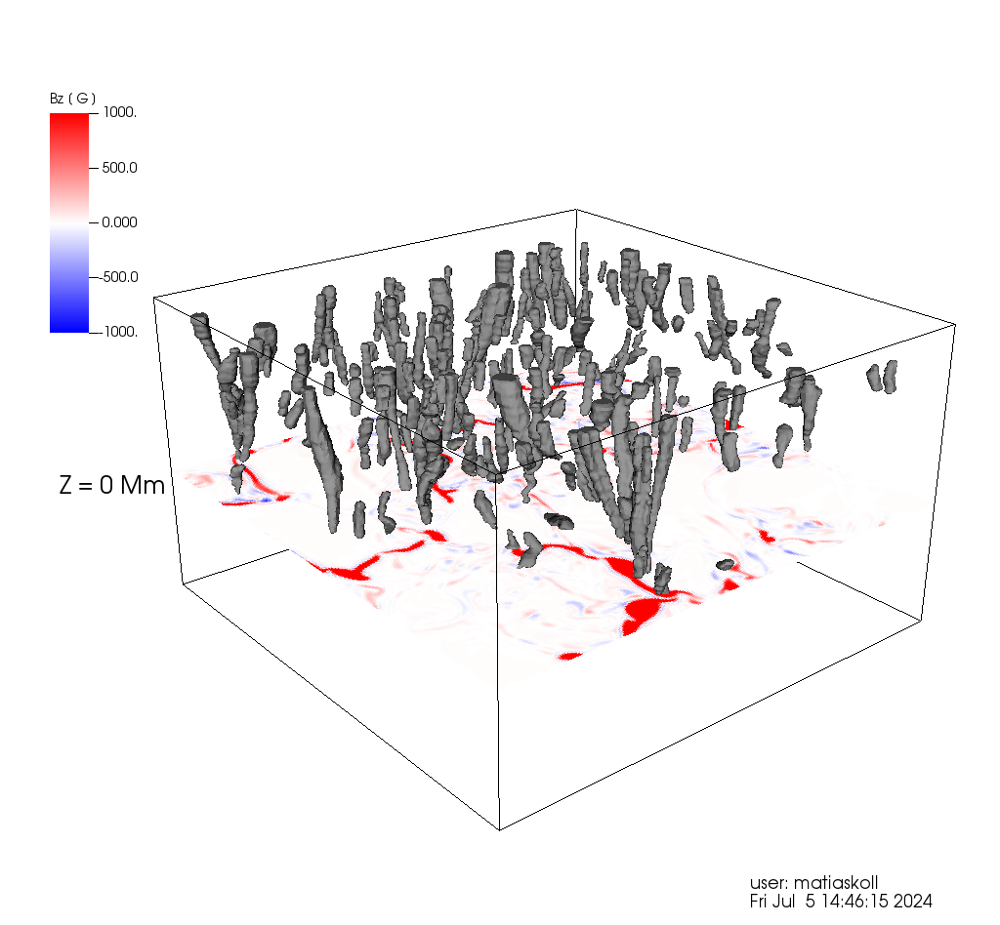 Bz ( G )
1000.
500.0
0.000
-500.0
-1000.
Z = 0 Mm
user: matiaskoll
Fri Jul 5 14:46:15 2024